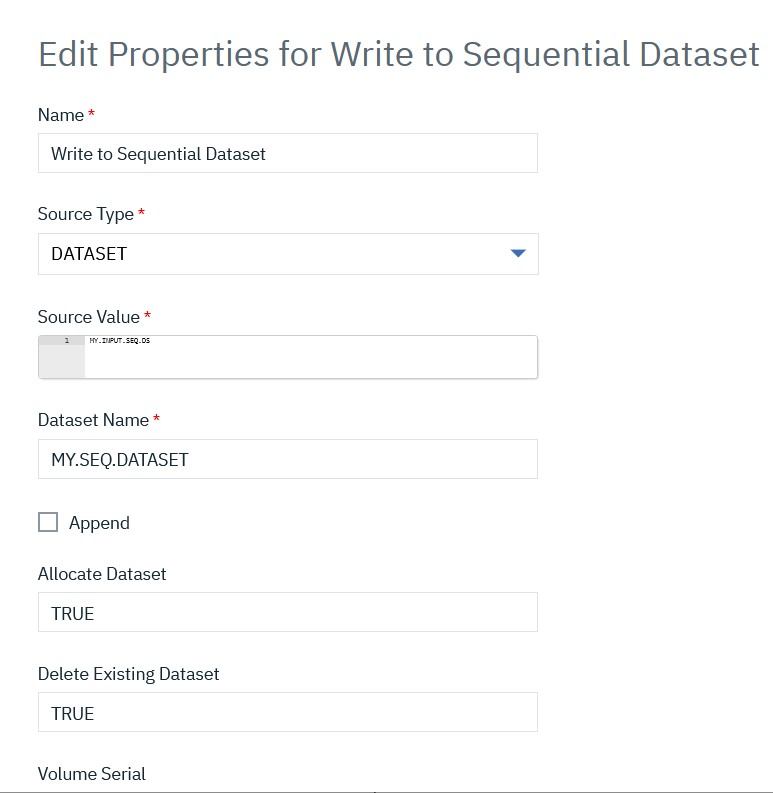 Edit Properties for Write to Sequential Dataset
Name *
Write to Sequential Dataset
Source Type *
DATASET
Source Value *
1 MY.INPUT.SEQ.DS
Dataset Name *
MY.SEQ.DATASET
Append
Allocate Dataset
TRUE
Delete Existing Dataset
TRUE
Volume Serial